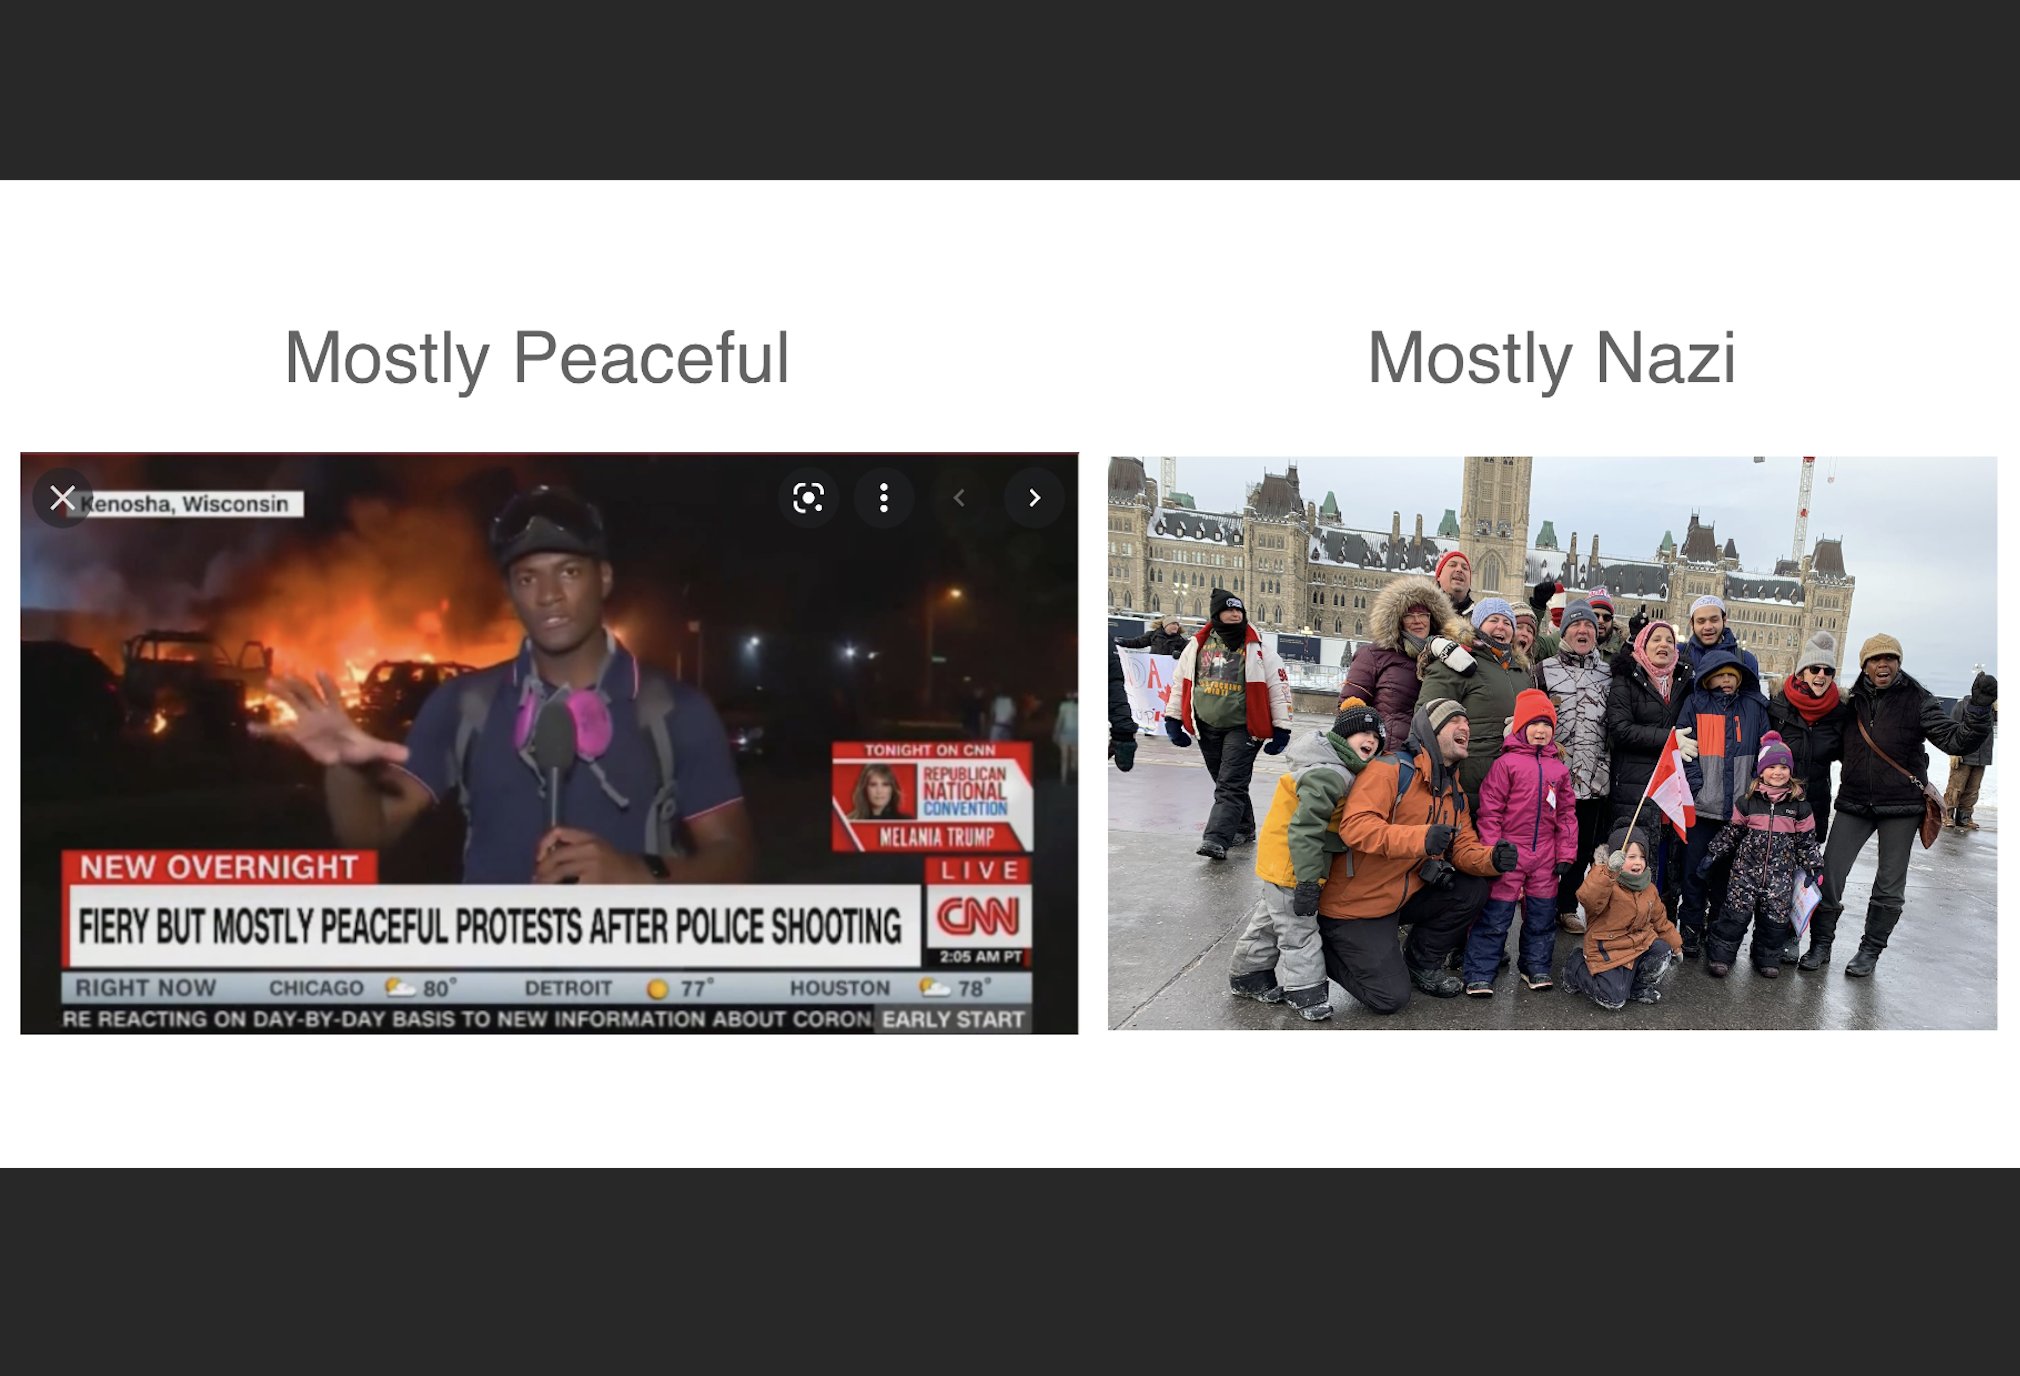 Mostly Peaceful
Mostly Nazi
Kenosha, Wisconsin
TONIGHT ON CNN
REPUBLICAN
NATIONAL
CONVENTION
MELANIA TRUMP
NEW OVERNIGHT
LIVE
FIERY BUT MOSTLY PEACEFUL PROTESTS AFTER POLICE SHOOTING
CNN
2:05 AM PT
RIGHT NOW CHICAGO 80° DETROIT 77° HOUSTON 78°
RE REACTING ON DAY-BY-DAY BASIS TO NEW INFORMATION ABOUT CORON EARLY START